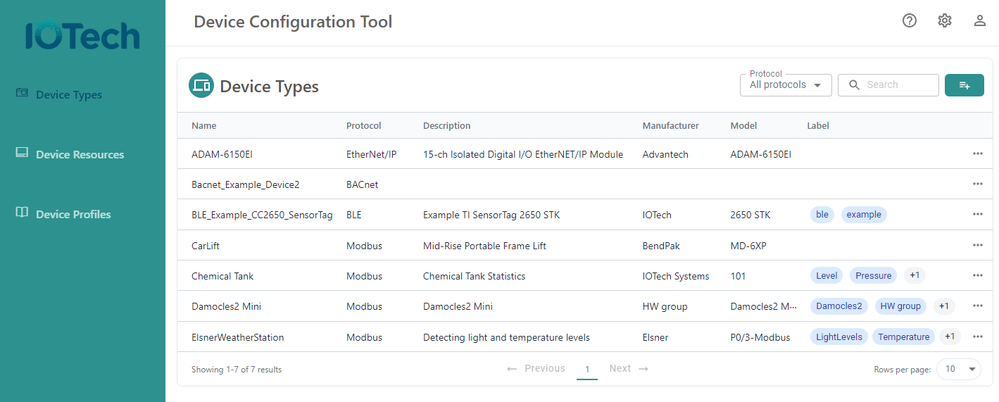 IOTech
Device Configuration Tool
Device Types
Device Resources
Device Profiles
Device Types
Protocol
All protocols
Search
Name Protocol Description Manufacturer Model Label
ADAM-6150EI EtherNet/IP 15-ch Isolated Digital I/O EtherNET/IP Module Advantech ADAM-6150EI
Bacnet_Example_Device2 BACnet
BLE_Example_CC2650_SensorTag BLE Example TI SensorTag 2650 STK IOTech 2650 STK ble example
CarLift Modbus Mid-Rise Portable Frame Lift BendPak MD-6XP
Chemical Tank Modbus Chemical Tank Statistics IOTech Systems 101 Level Pressure +1
Damocles2 Mini Modbus Damocles2 Mini HW group Damocles2 M... Damocles2 HW group +1
ElsnerWeatherStation Modbus Detecting light and temperature levels Elsner P0/3-Modbus LightLevels Temperature +1
Showing 1-7 of 7 results Previous 1 Next Rows per page: 10